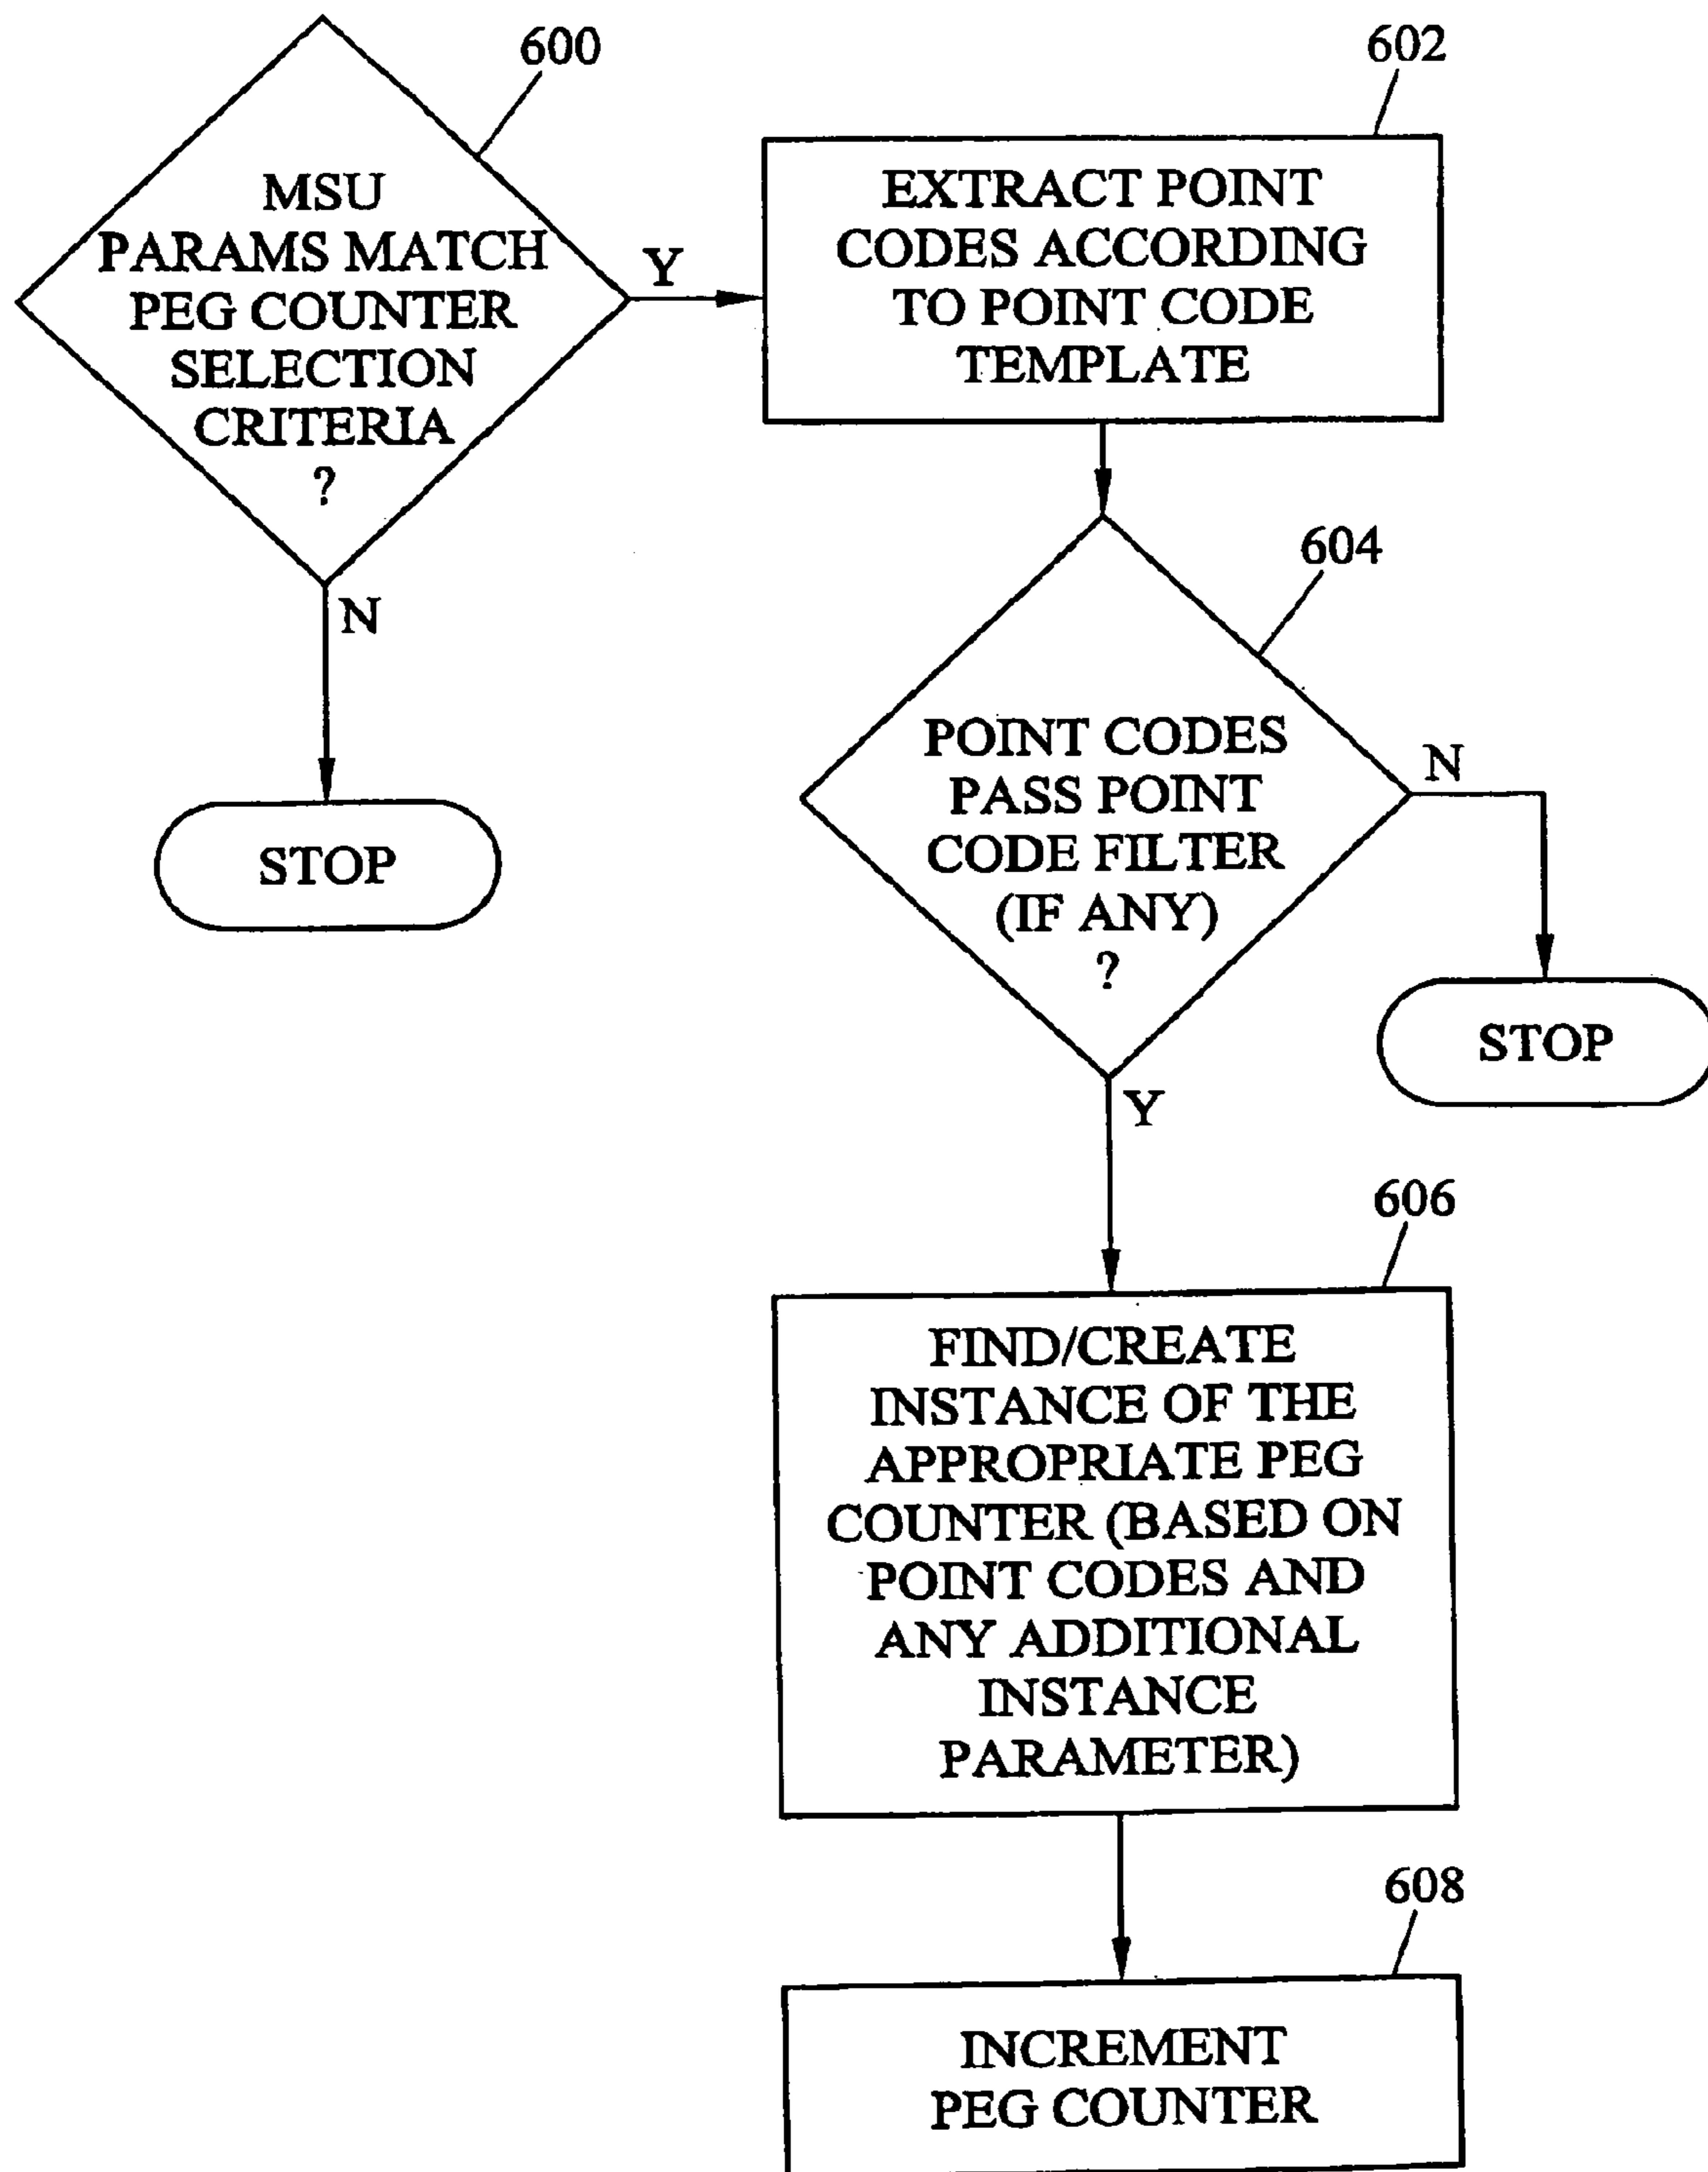 600
MSU
PARAMS MATCH
PEG COUNTER
SELECTION
CRITERIA
?
Y
N
STOP
602
EXTRACT POINT
CODES ACCORDING
TO POINT CODE
TEMPLATE
604
POINT CODES
PASS POINT
CODE FILTER
(IF ANY)
?
N
STOP
Y
606
FIND/CREATE
INSTANCE OF THE
APPROPRIATE PEG
COUNTER (BASED ON
POINT CODES AND
ANY ADDITIONAL
INSTANCE
PARAMETER)
608
INCREMENT
PEG COUNTER